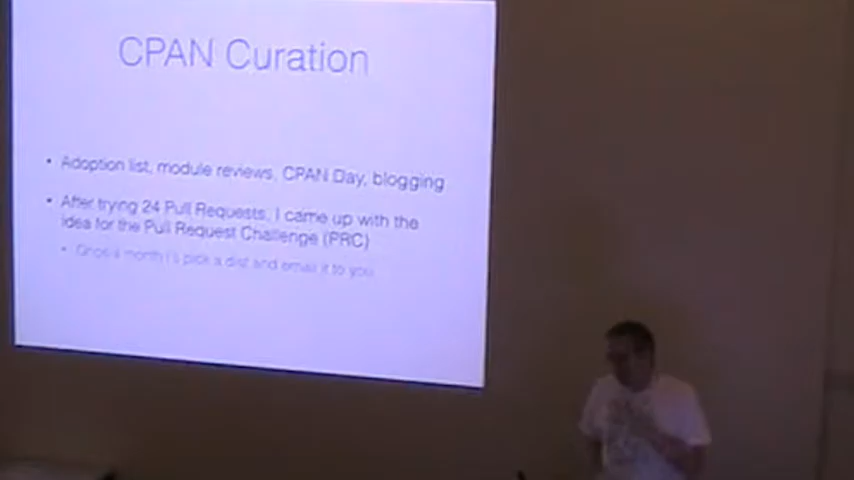 CPAN Curation
• Adoption list, module reviews, CPAN Day, blogging
• After trying 24 Pull Requests, I came up with the
idea for the Pull Request Challenge (PRC)
• Once a month I's pick a dist and email it to you